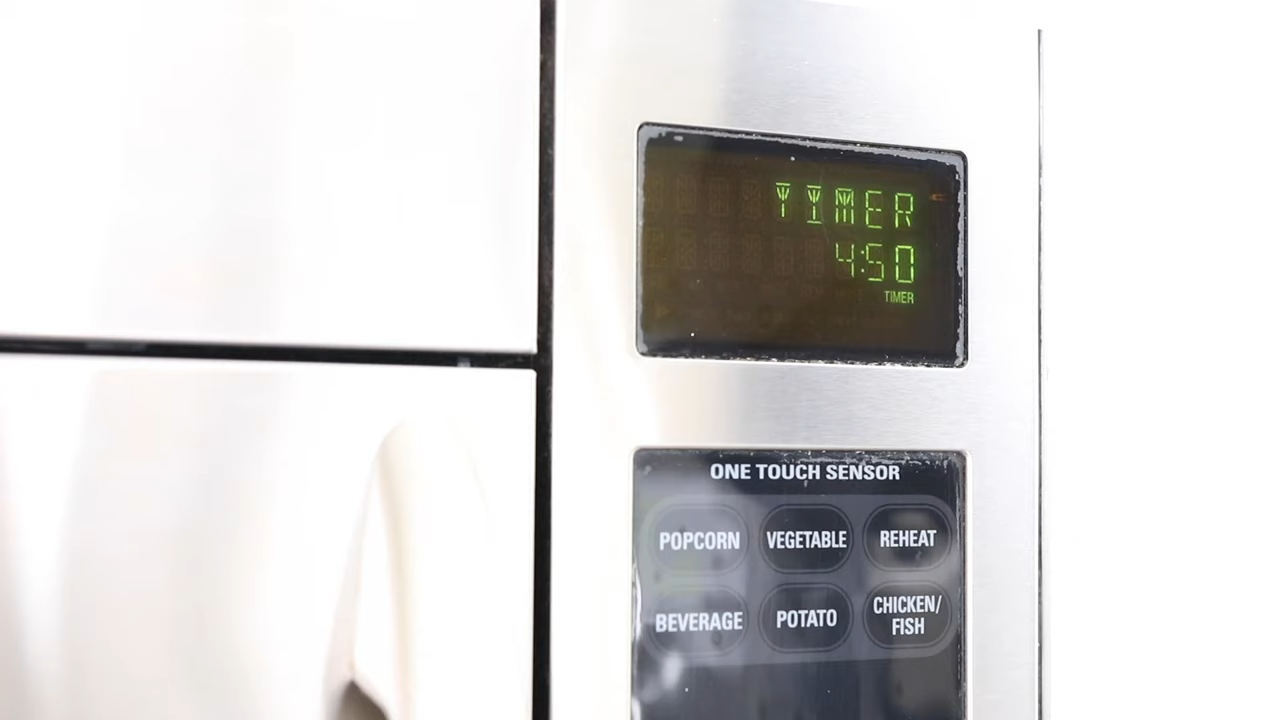 TIMER
4:50
TIMER
ONE TOUCH SENSOR
POPCORN VEGETABLE REHEAT
BEVERAGE POTATO CHICKEN/
FISH